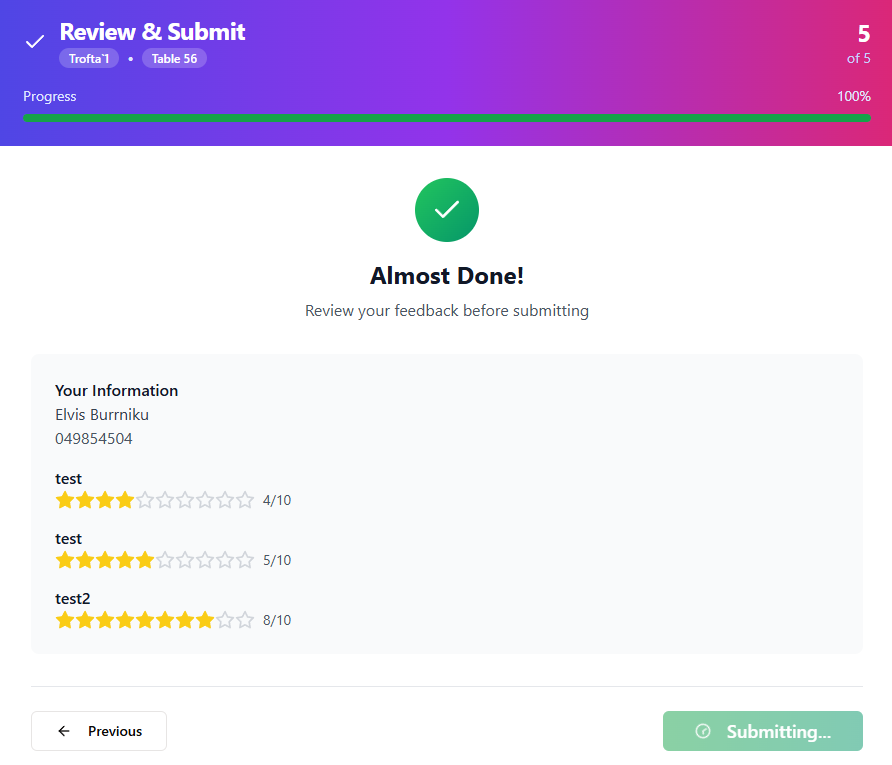 Review & Submit
Trofta`1 • Table 56
5
of 5
Progress
100%
Almost Done!
Review your feedback before submitting
Your Information
Elvis Burrniku
049854504
test
4/10
test
5/10
test2
8/10
Previous
Submitting...